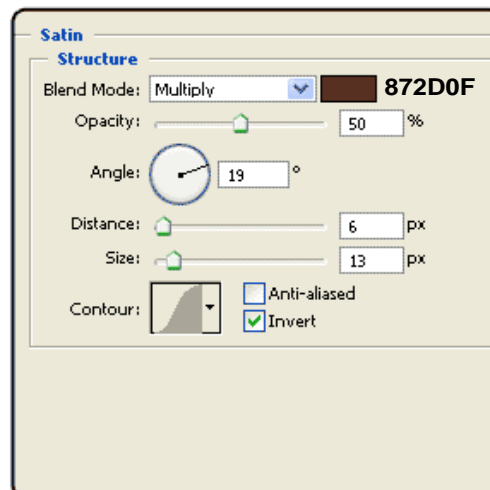 Satin
Structure
Blend Mode: Multiply 872D0F
Opacity: 50 %
Angle: 19 °
Distance: 6 px
Size: 13 px
Contour: Anti-aliased
Invert